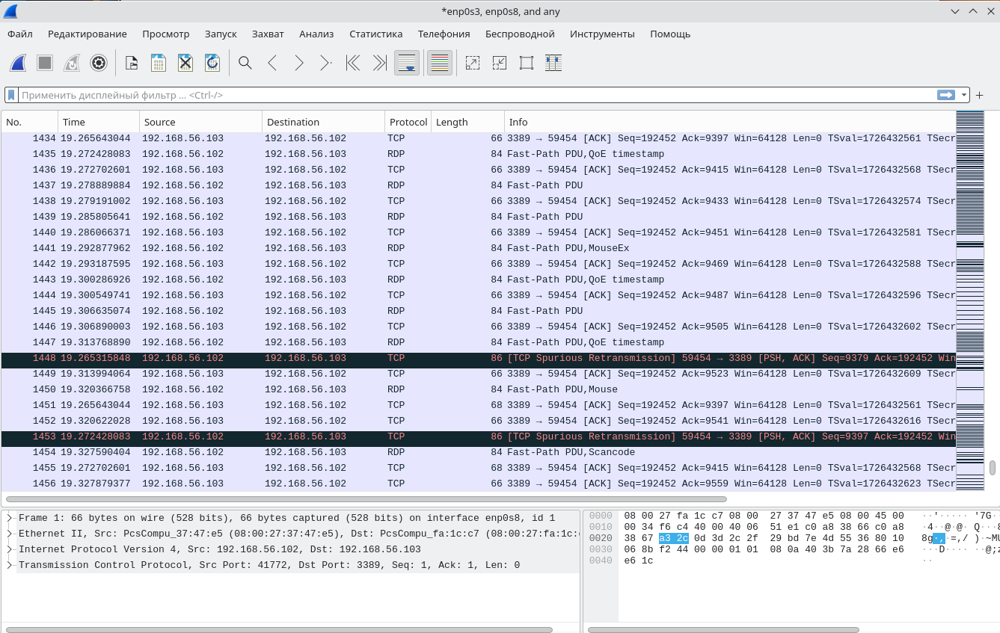 *enp0s3, enp0s8, and any
Файл Редактирование Просмотр Запуск Захват Анализ Статистика Телефония Беспроводной Инструменты Помощь
Применить дисплейный фильтр ... <Ctrl-/>
No. Time Source Destination Protocol Length Info
1434 19.265643044 192.168.56.103 192.168.56.102 TCP 66 3389 → 59454 [ACK] Seq=192452 Ack=9397 Win=64128 Len=0 TSval=1726432561 TSecr
1435 19.272428083 192.168.56.102 192.168.56.103 RDP 84 Fast-Path PDU,QoE timestamp
1436 19.272702601 192.168.56.103 192.168.56.102 TCP 66 3389 → 59454 [ACK] Seq=192452 Ack=9415 Win=64128 Len=0 TSval=1726432568 TSecr
1437 19.278889884 192.168.56.102 192.168.56.103 RDP 84 Fast-Path PDU
1438 19.279191002 192.168.56.103 192.168.56.102 TCP 66 3389 → 59454 [ACK] Seq=192452 Ack=9433 Win=64128 Len=0 TSval=1726432574 TSecr
1439 19.285805641 192.168.56.102 192.168.56.103 RDP 84 Fast-Path PDU
1440 19.286066371 192.168.56.103 192.168.56.102 TCP 66 3389 → 59454 [ACK] Seq=192452 Ack=9451 Win=64128 Len=0 TSval=1726432581 TSecr
1441 19.292877962 192.168.56.102 192.168.56.103 RDP 84 Fast-Path PDU,MouseEx
1442 19.293187595 192.168.56.103 192.168.56.102 TCP 66 3389 → 59454 [ACK] Seq=192452 Ack=9469 Win=64128 Len=0 TSval=1726432588 TSecr
1443 19.300286926 192.168.56.102 192.168.56.103 RDP 84 Fast-Path PDU,QoE timestamp
1444 19.300549741 192.168.56.103 192.168.56.102 TCP 66 3389 → 59454 [ACK] Seq=192452 Ack=9487 Win=64128 Len=0 TSval=1726432596 TSecr
1445 19.306635074 192.168.56.102 192.168.56.103 RDP 84 Fast-Path PDU
1446 19.306890003 192.168.56.103 192.168.56.102 TCP 66 3389 → 59454 [ACK] Seq=192452 Ack=9505 Win=64128 Len=0 TSval=1726432602 TSecr
1447 19.313768890 192.168.56.102 192.168.56.103 RDP 84 Fast-Path PDU,QoE timestamp
1448 19.265315848 192.168.56.102 192.168.56.103 TCP 86 [TCP Spurious Retransmission] 59454 → 3389 [PSH, ACK] Seq=9379 Ack=192452 Win
1449 19.313994064 192.168.56.103 192.168.56.102 TCP 66 3389 → 59454 [ACK] Seq=192452 Ack=9523 Win=64128 Len=0 TSval=1726432609 TSecr
1450 19.320366758 192.168.56.102 192.168.56.103 RDP 84 Fast-Path PDU,Mouse
1451 19.265643044 192.168.56.103 192.168.56.102 TCP 68 3389 → 59454 [ACK] Seq=192452 Ack=9397 Win=64128 Len=0 TSval=1726432561 TSecr
1452 19.320622028 192.168.56.103 192.168.56.102 TCP 66 3389 → 59454 [ACK] Seq=192452 Ack=9541 Win=64128 Len=0 TSval=1726432616 TSecr
1453 19.272428083 192.168.56.102 192.168.56.103 TCP 86 [TCP Spurious Retransmission] 59454 → 3389 [PSH, ACK] Seq=9397 Ack=192452 Win
1454 19.327590404 192.168.56.102 192.168.56.103 RDP 84 Fast-Path PDU,Scancode
1455 19.272702601 192.168.56.103 192.168.56.102 TCP 68 3389 → 59454 [ACK] Seq=192452 Ack=9415 Win=64128 Len=0 TSval=1726432568 TSecr
1456 19.327879377 192.168.56.103 192.168.56.102 TCP 66 3389 → 59454 [ACK] Seq=192452 Ack=9559 Win=64128 Len=0 TSval=1726432623 TSecr
Frame 1: 66 bytes on wire (528 bits), 66 bytes captured (528 bits) on interface enp0s8, id 1
Ethernet II, Src: PcsCompu_37:47:e5 (08:00:27:37:47:e5), Dst: PcsCompu_fa:1c:c7 (08:00:27:fa:1c:
Internet Protocol Version 4, Src: 192.168.56.102, Dst: 192.168.56.103
Transmission Control Protocol, Src Port: 41772, Dst Port: 3389, Seq: 1, Ack: 1, Len: 0
0000 08 00 27 fa 1c c7 08 00 27 37 47 e5 08 00 45 00 ··'····· '7G
0010 00 34 f6 c4 40 00 40 06 51 e1 c0 a8 38 66 c0 a8 ·4··@·@· Q···8
0020 38 67 a3 2c 0d 3d 2c 2f 29 bd 7e 4d 55 36 80 10 8g·,·=,/ )·~MU
0030 06 8b f2 44 00 00 01 01 08 0a 40 3b 7a 28 66 e6 ···D···· ··@;z
0040 e6 1c ··